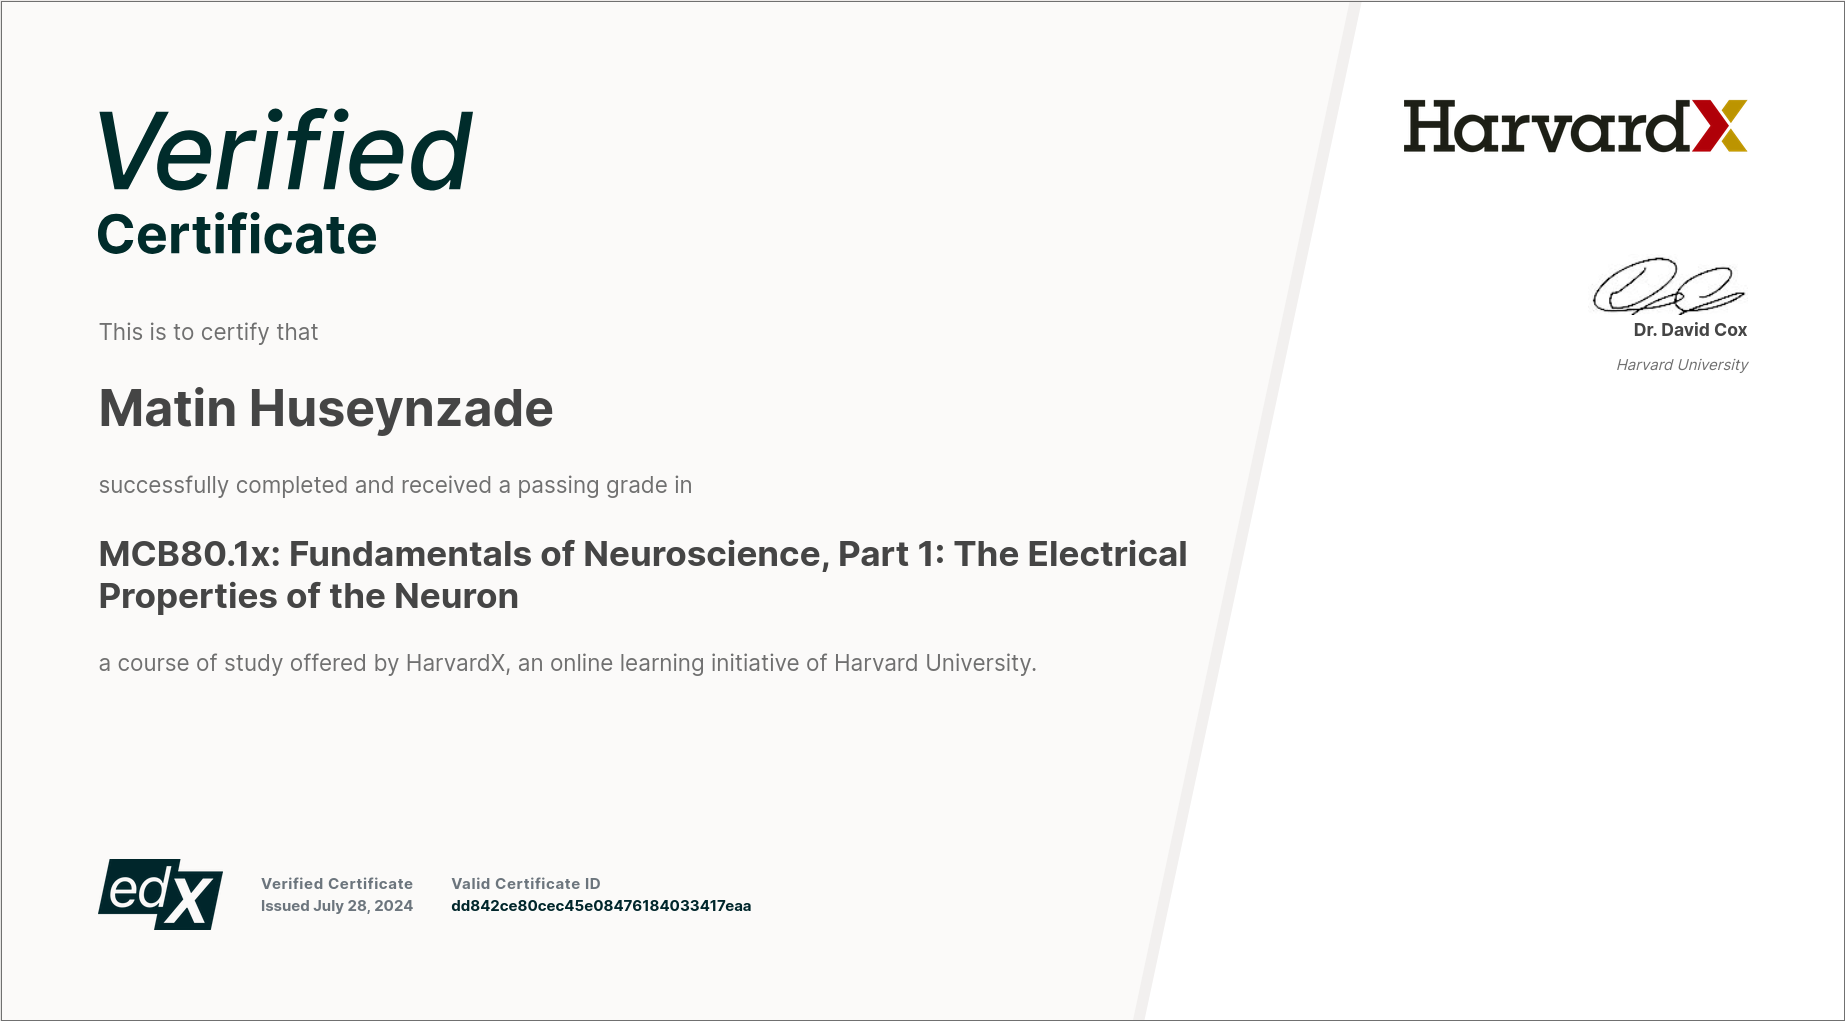 Verified
Certificate
This is to certify that
Matin Huseynzade
successfully completed and received a passing grade in
MCB80.1x: Fundamentals of Neuroscience, Part 1: The Electrical
Properties of the Neuron
a course of study offered by HarvardX, an online learning initiative of Harvard University.
edX
Verified Certificate
Issued July 28, 2024
Valid Certificate ID
dd842ce80cec45e08476184033417eaa
HarvardX
Dr. David Cox
Harvard University